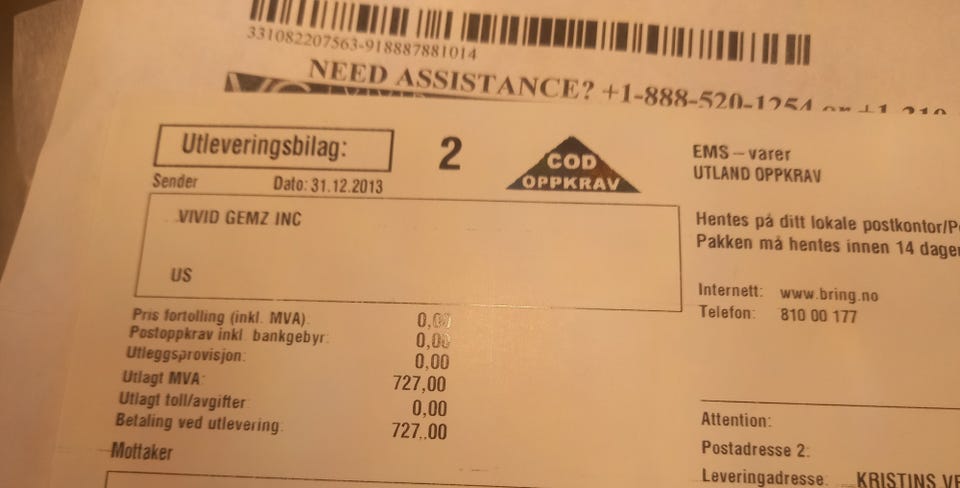 331082207563-918887881014
NEED ASSISTANCE? +1-888-520-1254 or +1
Utleveringsbilag:
2
COD
OPPKRAV
EMS – varer
UTLAND OPPKRAV
Sender Dato: 31.12.2013
VIVID GEMZ INC
US
Hentes på ditt lokale postkontor/P
Pakken må hentes innen 14 dager
Internett: www.bring.no
Telefon: 810 00 177
Pris fortolling (inkl. MVA): 0,00
Postoppkrav inkl. bankgebyr: 0,00
Utleggsprovisjon: 0,00
Utlagt MVA: 727,00
Utlagt toll/avgifter 0,00
Betaling ved utlevering: 727,00
Mottaker
Attention:
Postadresse 2:
Leveringadresse: KRISTINS VE